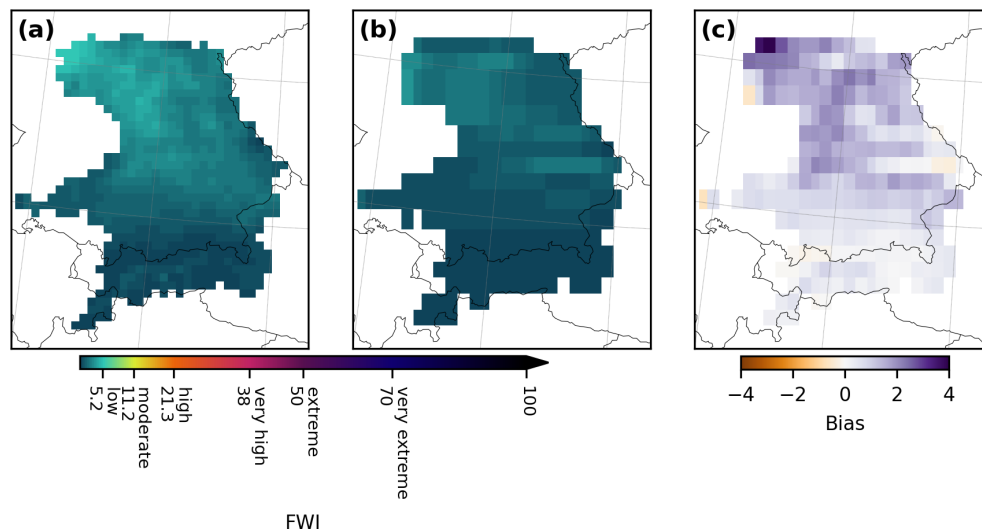 (a)
(b)
(c)
5.2
low
11.2
moderate
21.3
high
38
very high
50
extreme
70
very extreme
100
FWI
−4
−2
0
2
4
Bias